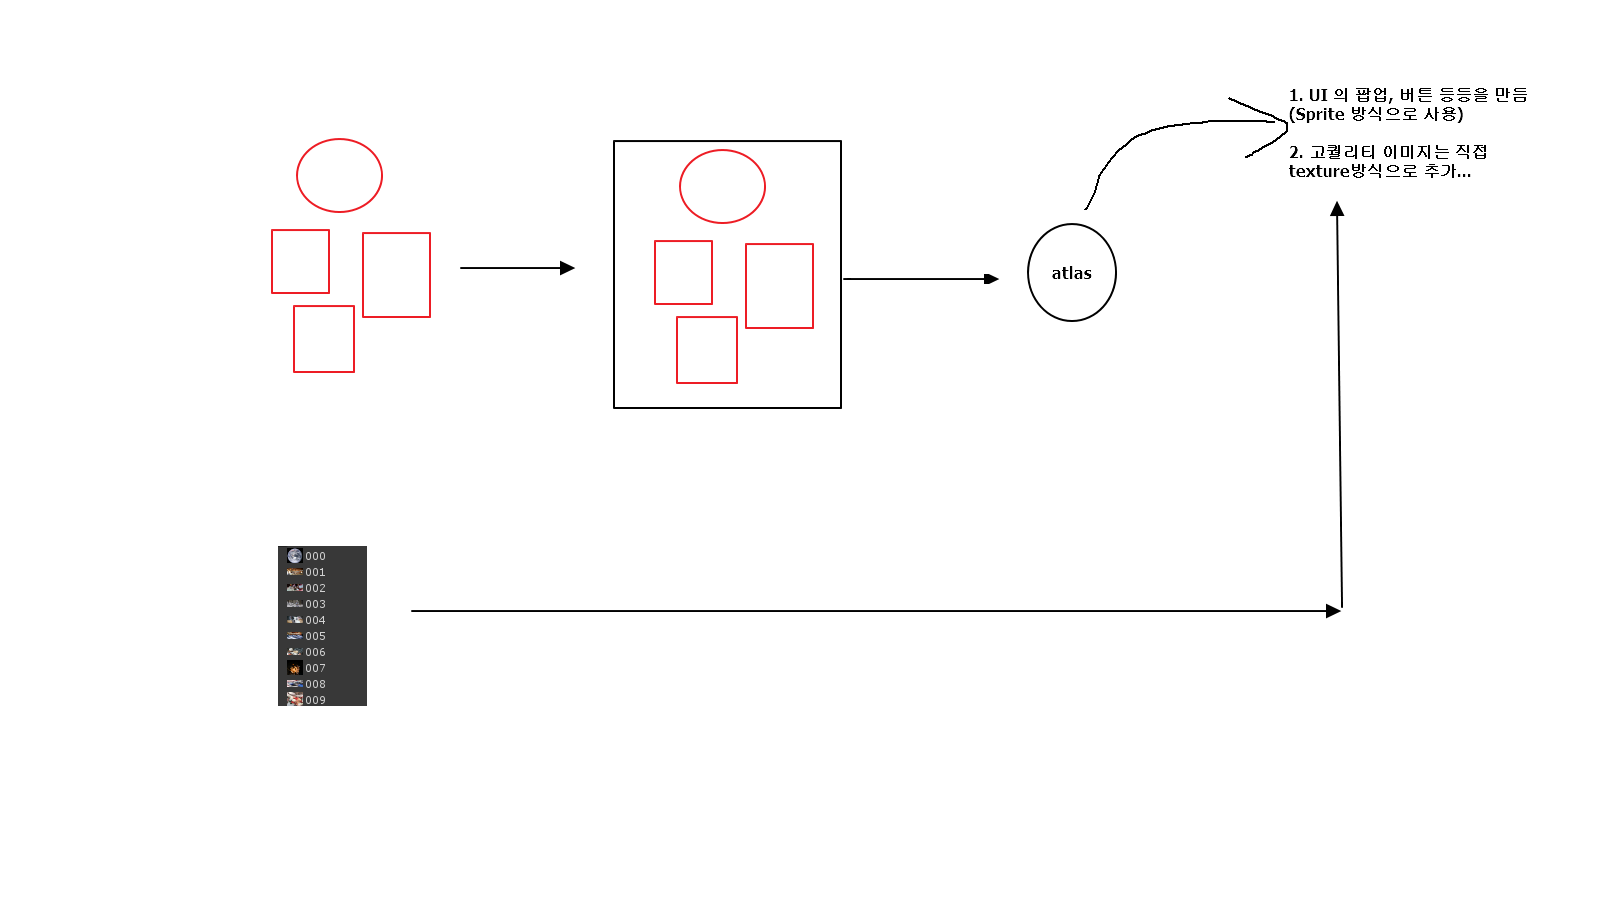 1. UI 의 팝업, 버튼 등등을 만듬
(Sprite 방식으로 사용)
2. 고퀄리티 이미지는 직접
texture방식으로 추가...
atlas
000
001
002
003
004
005
006
007
008
009